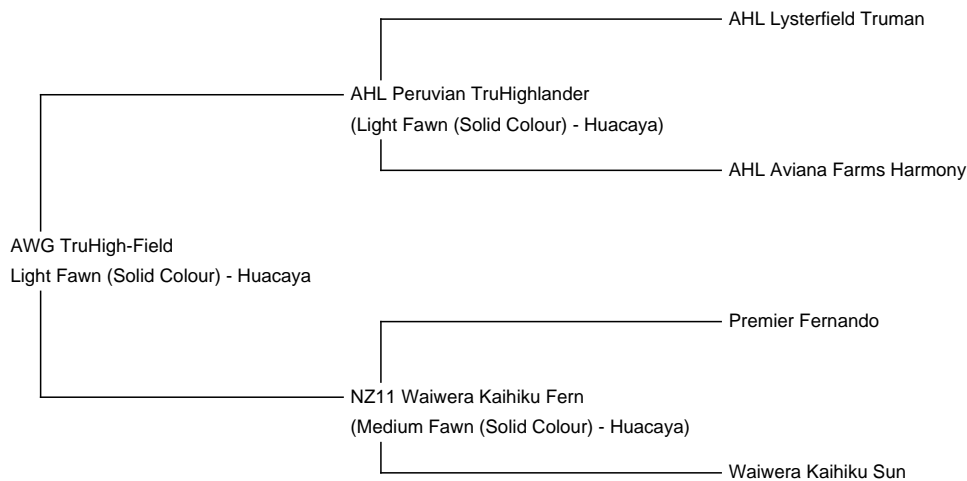 AHL Lysterfield Truman
AHL Peruvian TruHighlander
(Light Fawn (Solid Colour) - Huacaya)
AHL Aviana Farms Harmony
AWG TruHigh-Field
Light Fawn (Solid Colour) - Huacaya
Premier Fernando
NZ11 Waiwera Kaihiku Fern
(Medium Fawn (Solid Colour) - Huacaya)
Waiwera Kaihiku Sun